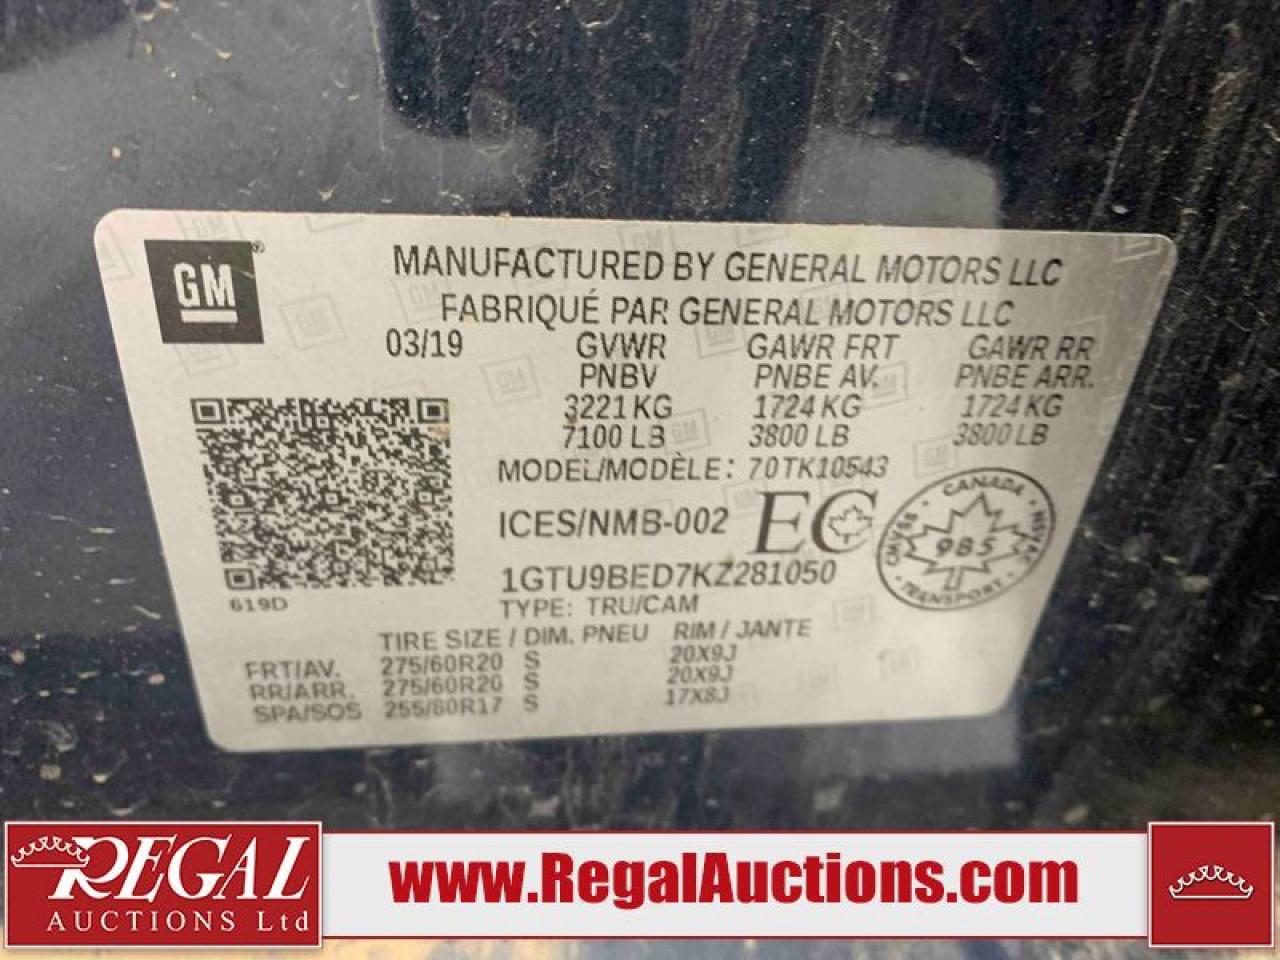 GM®
MANUFACTURED BY GENERAL MOTORS LLC
FABRIQUÉ PAR GENERAL MOTORS LLC
03/19 GVWR GAWR FRT GAWR RR
PNBV PNBE AV. PNBE ARR.
3221 KG 1724 KG 1724 KG
7100 LB 3800 LB 3800 LB
MODEL/MODÈLE: 70TK10543
ICES/NMB-002 EC
CANADA
CMVSS 985 NSVAC
TRANSPORT
1GTU9BED7KZ281050
619D
TYPE: TRU/CAM
TIRE SIZE / DIM. PNEU RIM / JANTE
FRT/AV. 275/60R20 S 20X9J
RR/ARR. 275/60R20 S 20X9J
SPA/SOS 255/80R17 S 17X8J
REGAL
AUCTIONS Ltd
www.RegalAuctions.com